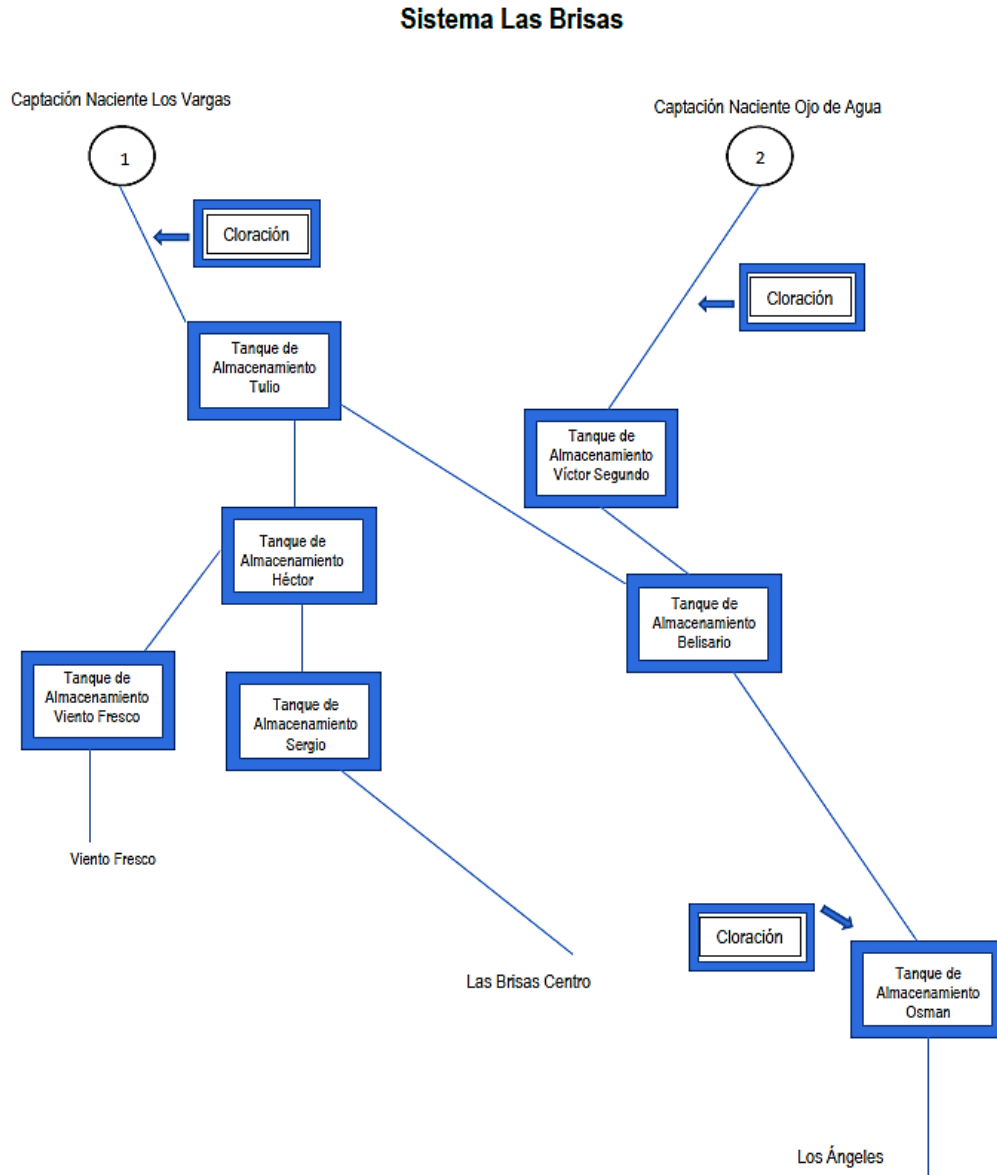 Sistema Las Brisas
Captación Naciente Los Vargas
Captación Naciente Ojo de Agua
1
2
Cloración
Cloración
Tanque de
Almacenamiento
Tulio
Tanque de
Almacenamiento
Víctor Segundo
Tanque de
Almacenamiento
Héctor
Tanque de
Almacenamiento
Belisario
Tanque de
Almacenamiento
Viento Fresco
Tanque de
Almacenamiento
Sergio
Viento Fresco
Cloración
Las Brisas Centro
Tanque de
Almacenamiento
Osman
Los Ángeles